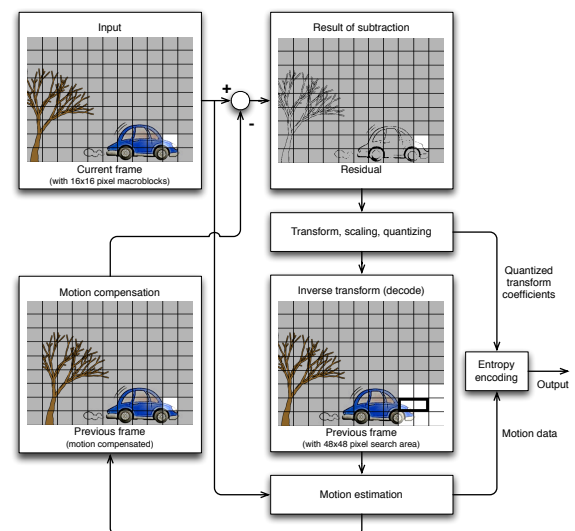 Input
Current frame
(with 16x16 pixel macroblocks)
+
-
Result of subtraction
Residual
Transform, scaling, quantizing
Quantized
transform
coefficients
Motion compensation
Previous frame
(motion compensated)
Inverse transform (decode)
Previous frame
(with 48x48 pixel search area)
Entropy
encoding
Output
Motion data
Motion estimation